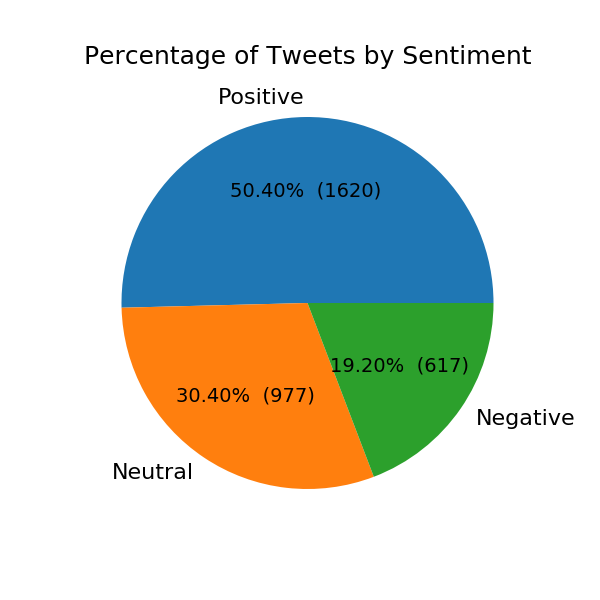 Percentage of Tweets by Sentiment
Positive
50.40% (1620)
19.20% (617)
30.40% (977)
Negative
Neutral